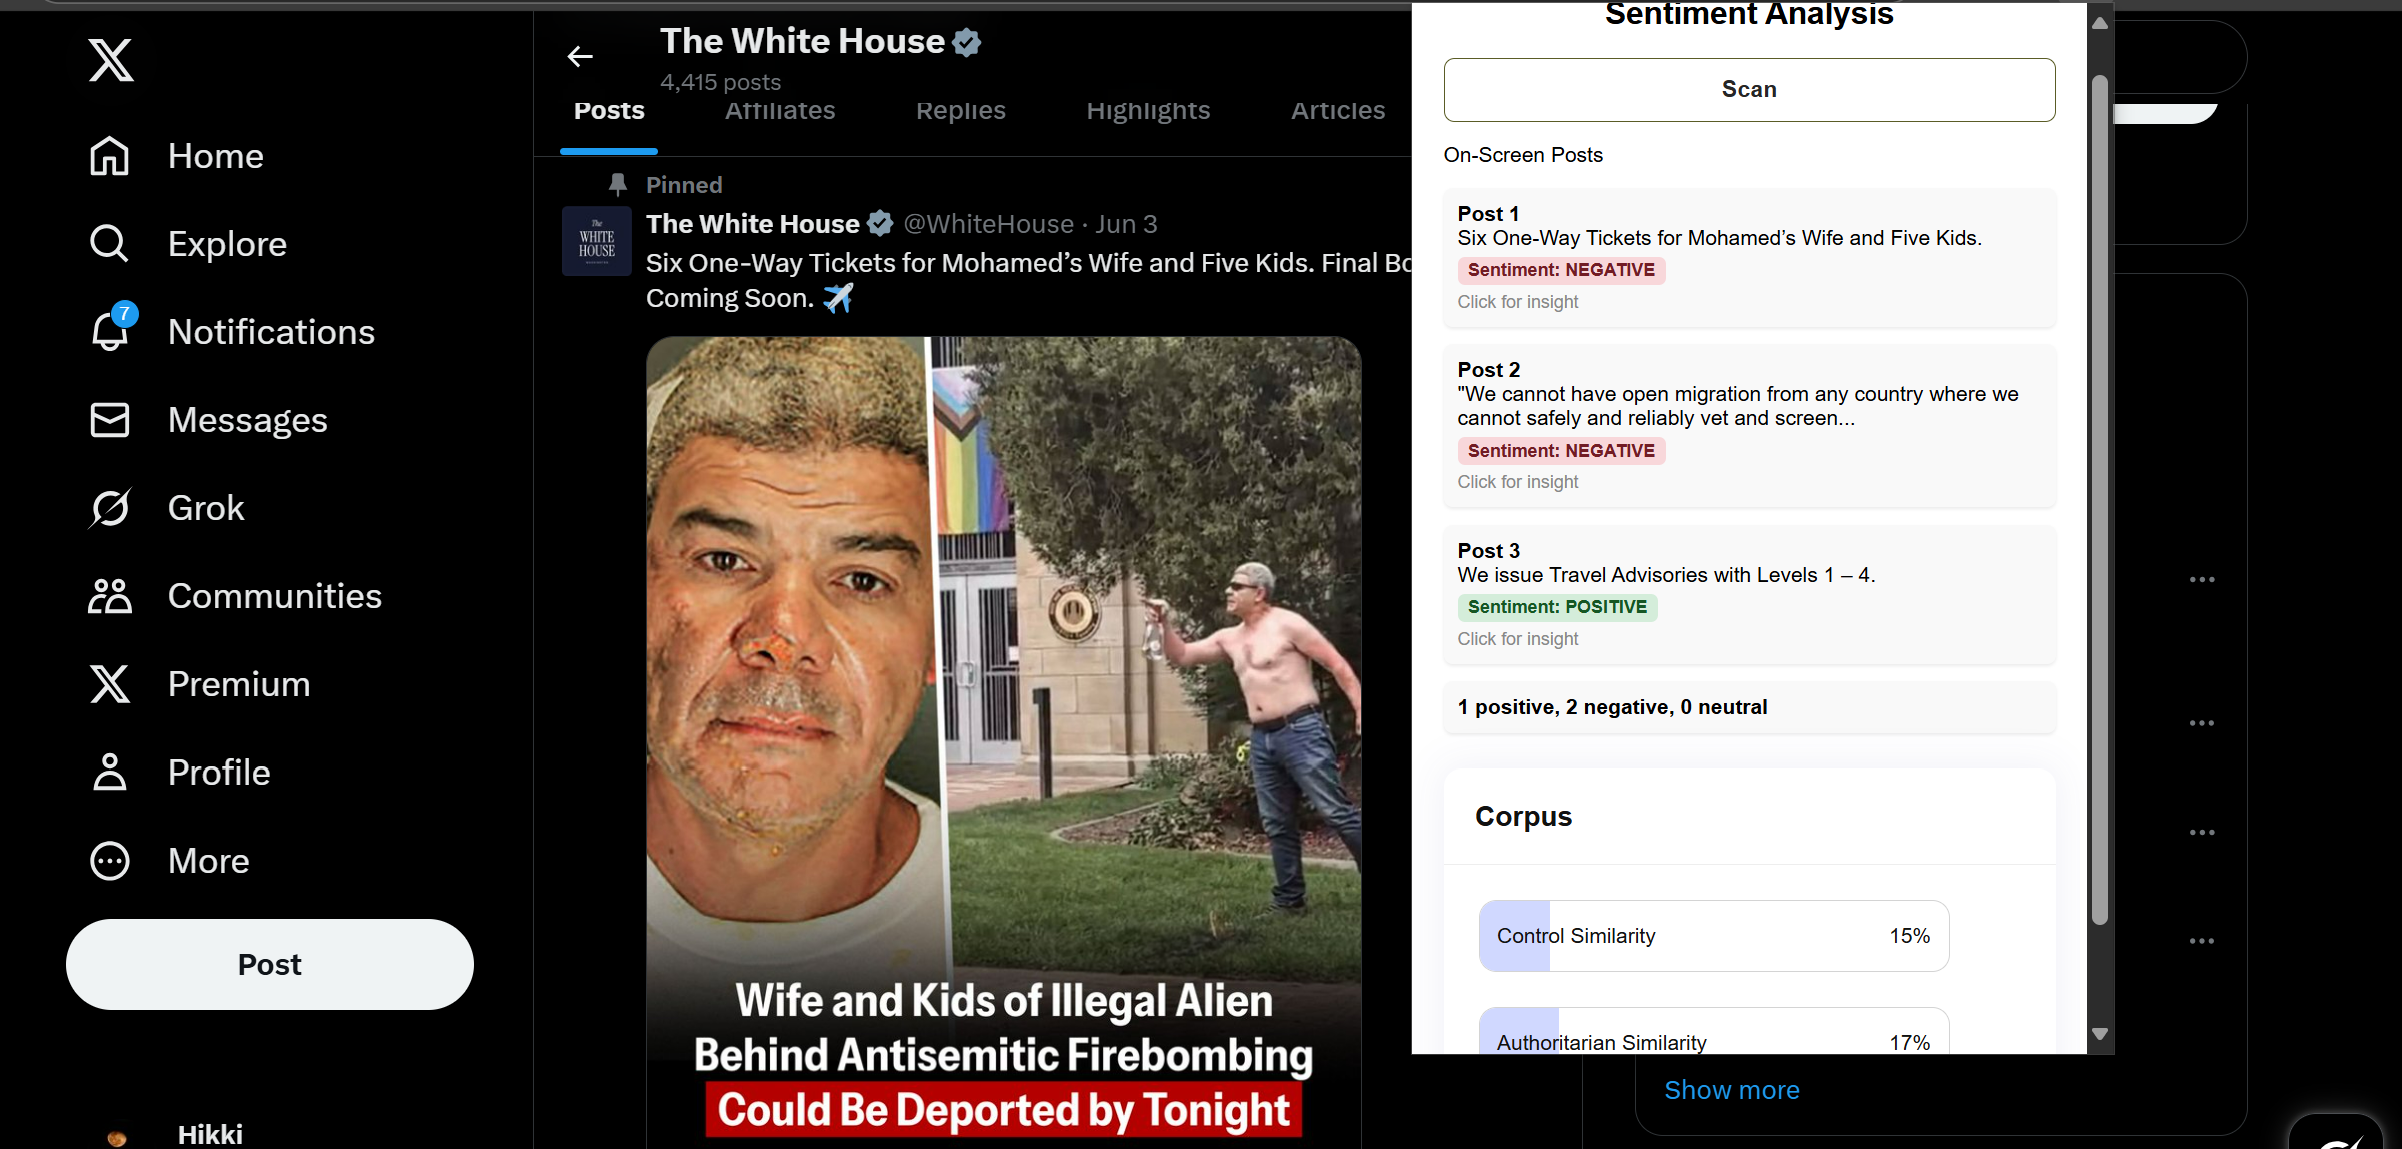 The White House
4,415 posts
Posts
Affiliates
Replies
Highlights
Articles
Home
Explore
7
Notifications
Messages
Grok
Communities
Premium
Profile
More
Post
Hikki
Pinned
The White House @WhiteHouse · Jun 3
Six One-Way Tickets for Mohamed’s Wife and Five Kids. Final
Coming Soon. ✈️
The
WHITE
HOUSE
Wife and Kids of Illegal Alien
Behind Antisemitic Firebombing
Could Be Deported by Tonight
Sentiment Analysis
Scan
On-Screen Posts
Post 1
Six One-Way Tickets for Mohamed’s Wife and Five Kids.
Sentiment: NEGATIVE
Click for insight
Post 2
"We cannot have open migration from any country where we
cannot safely and reliably vet and screen...
Sentiment: NEGATIVE
Click for insight
Post 3
We issue Travel Advisories with Levels 1 – 4.
Sentiment: POSITIVE
Click for insight
1 positive, 2 negative, 0 neutral
Corpus
Control Similarity 15%
Authoritarian Similarity 17%
Show more